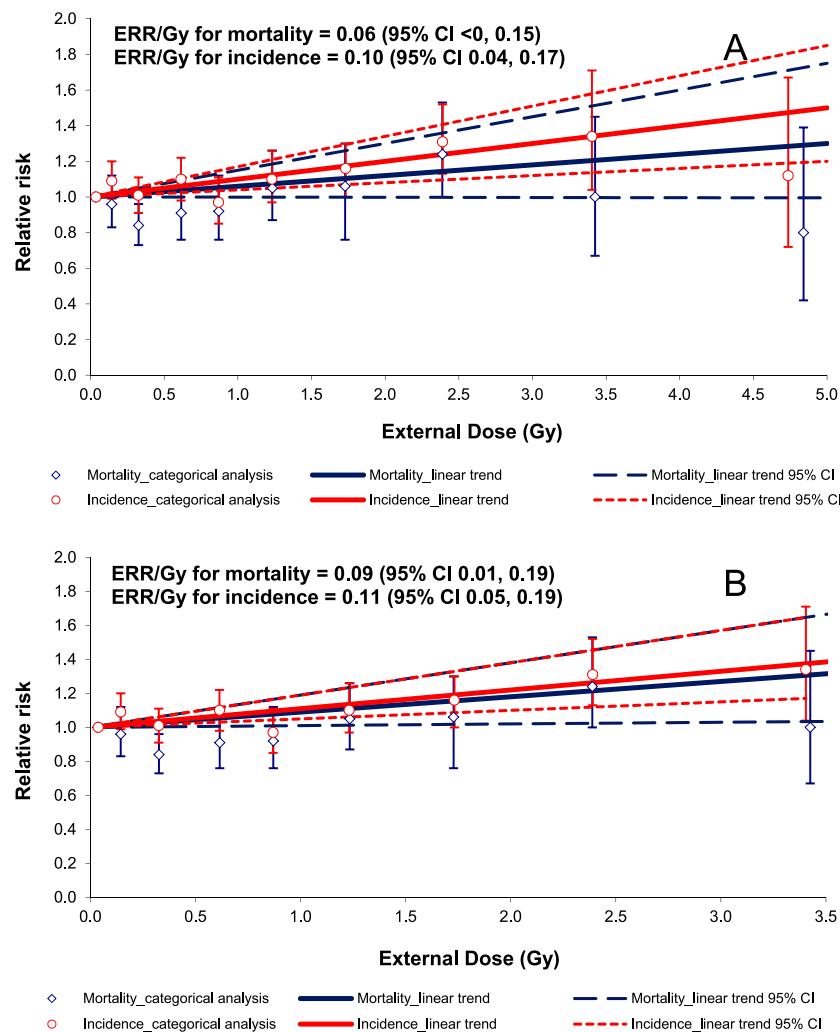 ERR/Gy for mortality = 0.06 (95% CI <0, 0.15)
ERR/Gy for incidence = 0.10 (95% CI 0.04, 0.17)
A
2.0
1.8
1.6
1.4
1.2
1.0
0.8
0.6
0.4
0.2
0.0
Relative risk
0.0 0.5 1.0 1.5 2.0 2.5 3.0 3.5 4.0 4.5 5.0
External Dose (Gy)
Mortality_categorical analysis Mortality_linear trend Mortality_linear trend 95% CI
Incidence_categorical analysis Incidence_linear trend Incidence_linear trend 95% CI
ERR/Gy for mortality = 0.09 (95% CI 0.01, 0.19)
ERR/Gy for incidence = 0.11 (95% CI 0.05, 0.19)
B
2.0
1.8
1.6
1.4
1.2
1.0
0.8
0.6
0.4
0.2
0.0
Relative risk
0.0 0.5 1.0 1.5 2.0 2.5 3.0 3.5
External Dose (Gy)
Mortality_categorical analysis Mortality_linear trend Mortality_linear trend 95% CI
Incidence_categorical analysis Incidence_linear trend Incidence_linear trend 95% CI